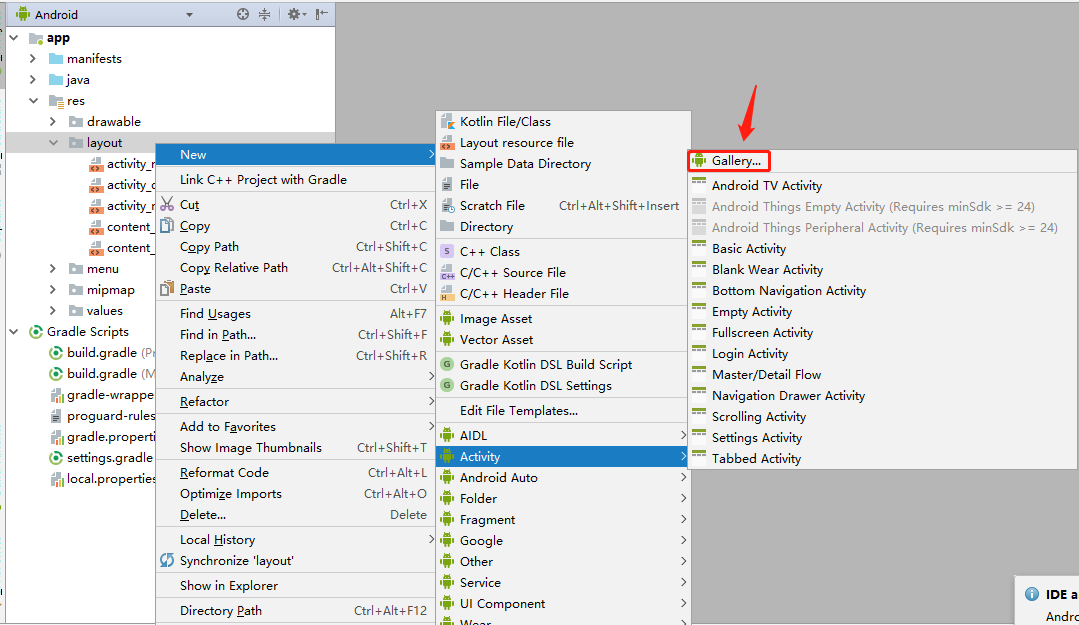 Android
app
manifests
java
res
drawable
layout
menu
mipmap
values
Gradle Scripts
build.gradle
build.gradle
gradle-wrappe
proguard-rules
gradle.properti
settings.gradle
local.properties
New
Link C++ Project with Gradle
Cut Ctrl+X
Copy Ctrl+C
Copy Path Ctrl+Shift+C
Copy Relative Path Ctrl+Alt+Shift+C
Paste Ctrl+V
Find Usages Alt+F7
Find in Path... Ctrl+Shift+F
Replace in Path... Ctrl+Shift+R
Analyze
Refactor
Add to Favorites
Show Image Thumbnails Ctrl+Shift+T
Reformat Code Ctrl+Alt+L
Optimize Imports Ctrl+Alt+O
Delete... Delete
Local History
Synchronize 'layout'
Show in Explorer
Directory Path Ctrl+Alt+F12
Kotlin File/Class
Layout resource file
Sample Data Directory
File
Scratch File Ctrl+Alt+Shift+Insert
Directory
C++ Class
C/C++ Source File
C/C++ Header File
Image Asset
Vector Asset
Gradle Kotlin DSL Build Script
Gradle Kotlin DSL Settings
Edit File Templates...
AIDL
Activity
Android Auto
Folder
Fragment
Google
Other
Service
UI Component
Wear
Gallery...
Android TV Activity
Android Things Empty Activity (Requires minSdk >= 24)
Android Things Peripheral Activity (Requires minSdk >= 24)
Basic Activity
Blank Wear Activity
Bottom Navigation Activity
Empty Activity
Fullscreen Activity
Login Activity
Master/Detail Flow
Navigation Drawer Activity
Scrolling Activity
Settings Activity
Tabbed Activity
IDE a
Andro